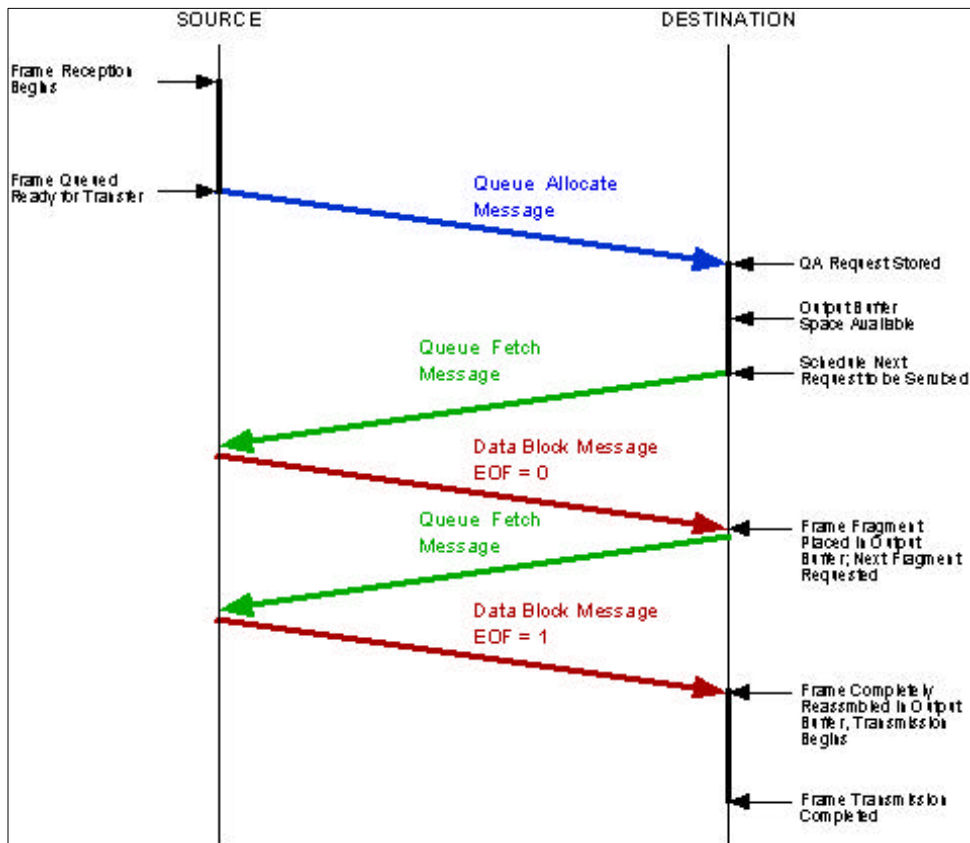 SOURCE
DESTINATION
Frame Reception
Begins
Frame Queued
Ready for Transfer
Queue Allocate
Message
QA Request Stored
Output Buffer
Space Available
Queue Fetch
Message
Schedule Next
Request to be Serviced
Data Block Message
EOF = 0
Queue Fetch
Message
Frame Fragment
Placed in Output
Buffer; Next Fragment
Requested
Data Block Message
EOF = 1
Frame Completely
Reassmbled in Output
Buffer, Transmission
Begins
Frame Transmission
Completed